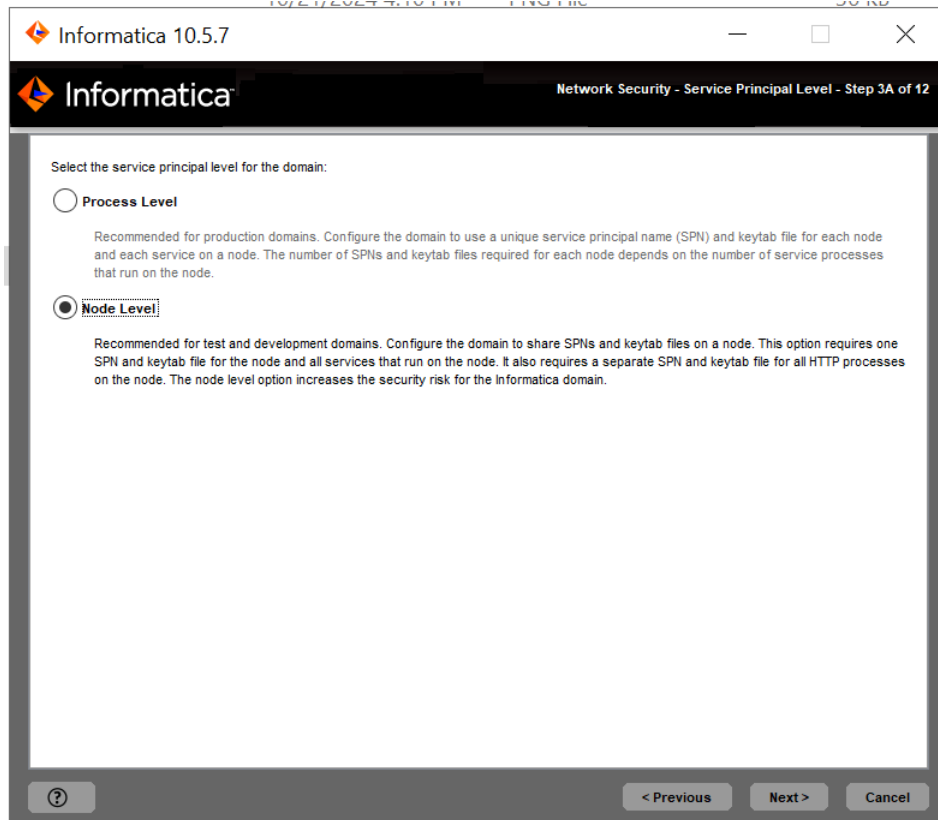 Informatica 10.5.7
Informatica
Network Security - Service Principal Level - Step 3A of 12
Select the service principal level for the domain:
Process Level
Recommended for production domains. Configure the domain to use a unique service principal name (SPN) and keytab file for each node
and each service on a node. The number of SPNs and keytab files required for each node depends on the number of service processes
that run on the node.
Node Level
Recommended for test and development domains. Configure the domain to share SPNs and keytab files on a node. This option requires one
SPN and keytab file for the node and all services that run on the node. It also requires a separate SPN and keytab file for all HTTP processes
on the node. The node level option increases the security risk for the Informatica domain.
?
< Previous
Next >
Cancel